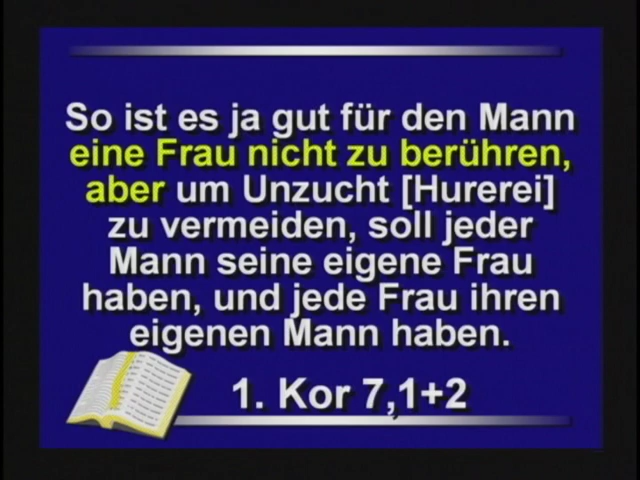 So ist es ja gut für den Mann
eine Frau nicht zu berühren,
aber um Unzucht [Hurerei]
zu vermeiden, soll jeder
Mann seine eigene Frau
haben, und jede Frau ihren
eigenen Mann haben.
1. Kor 7,1+2